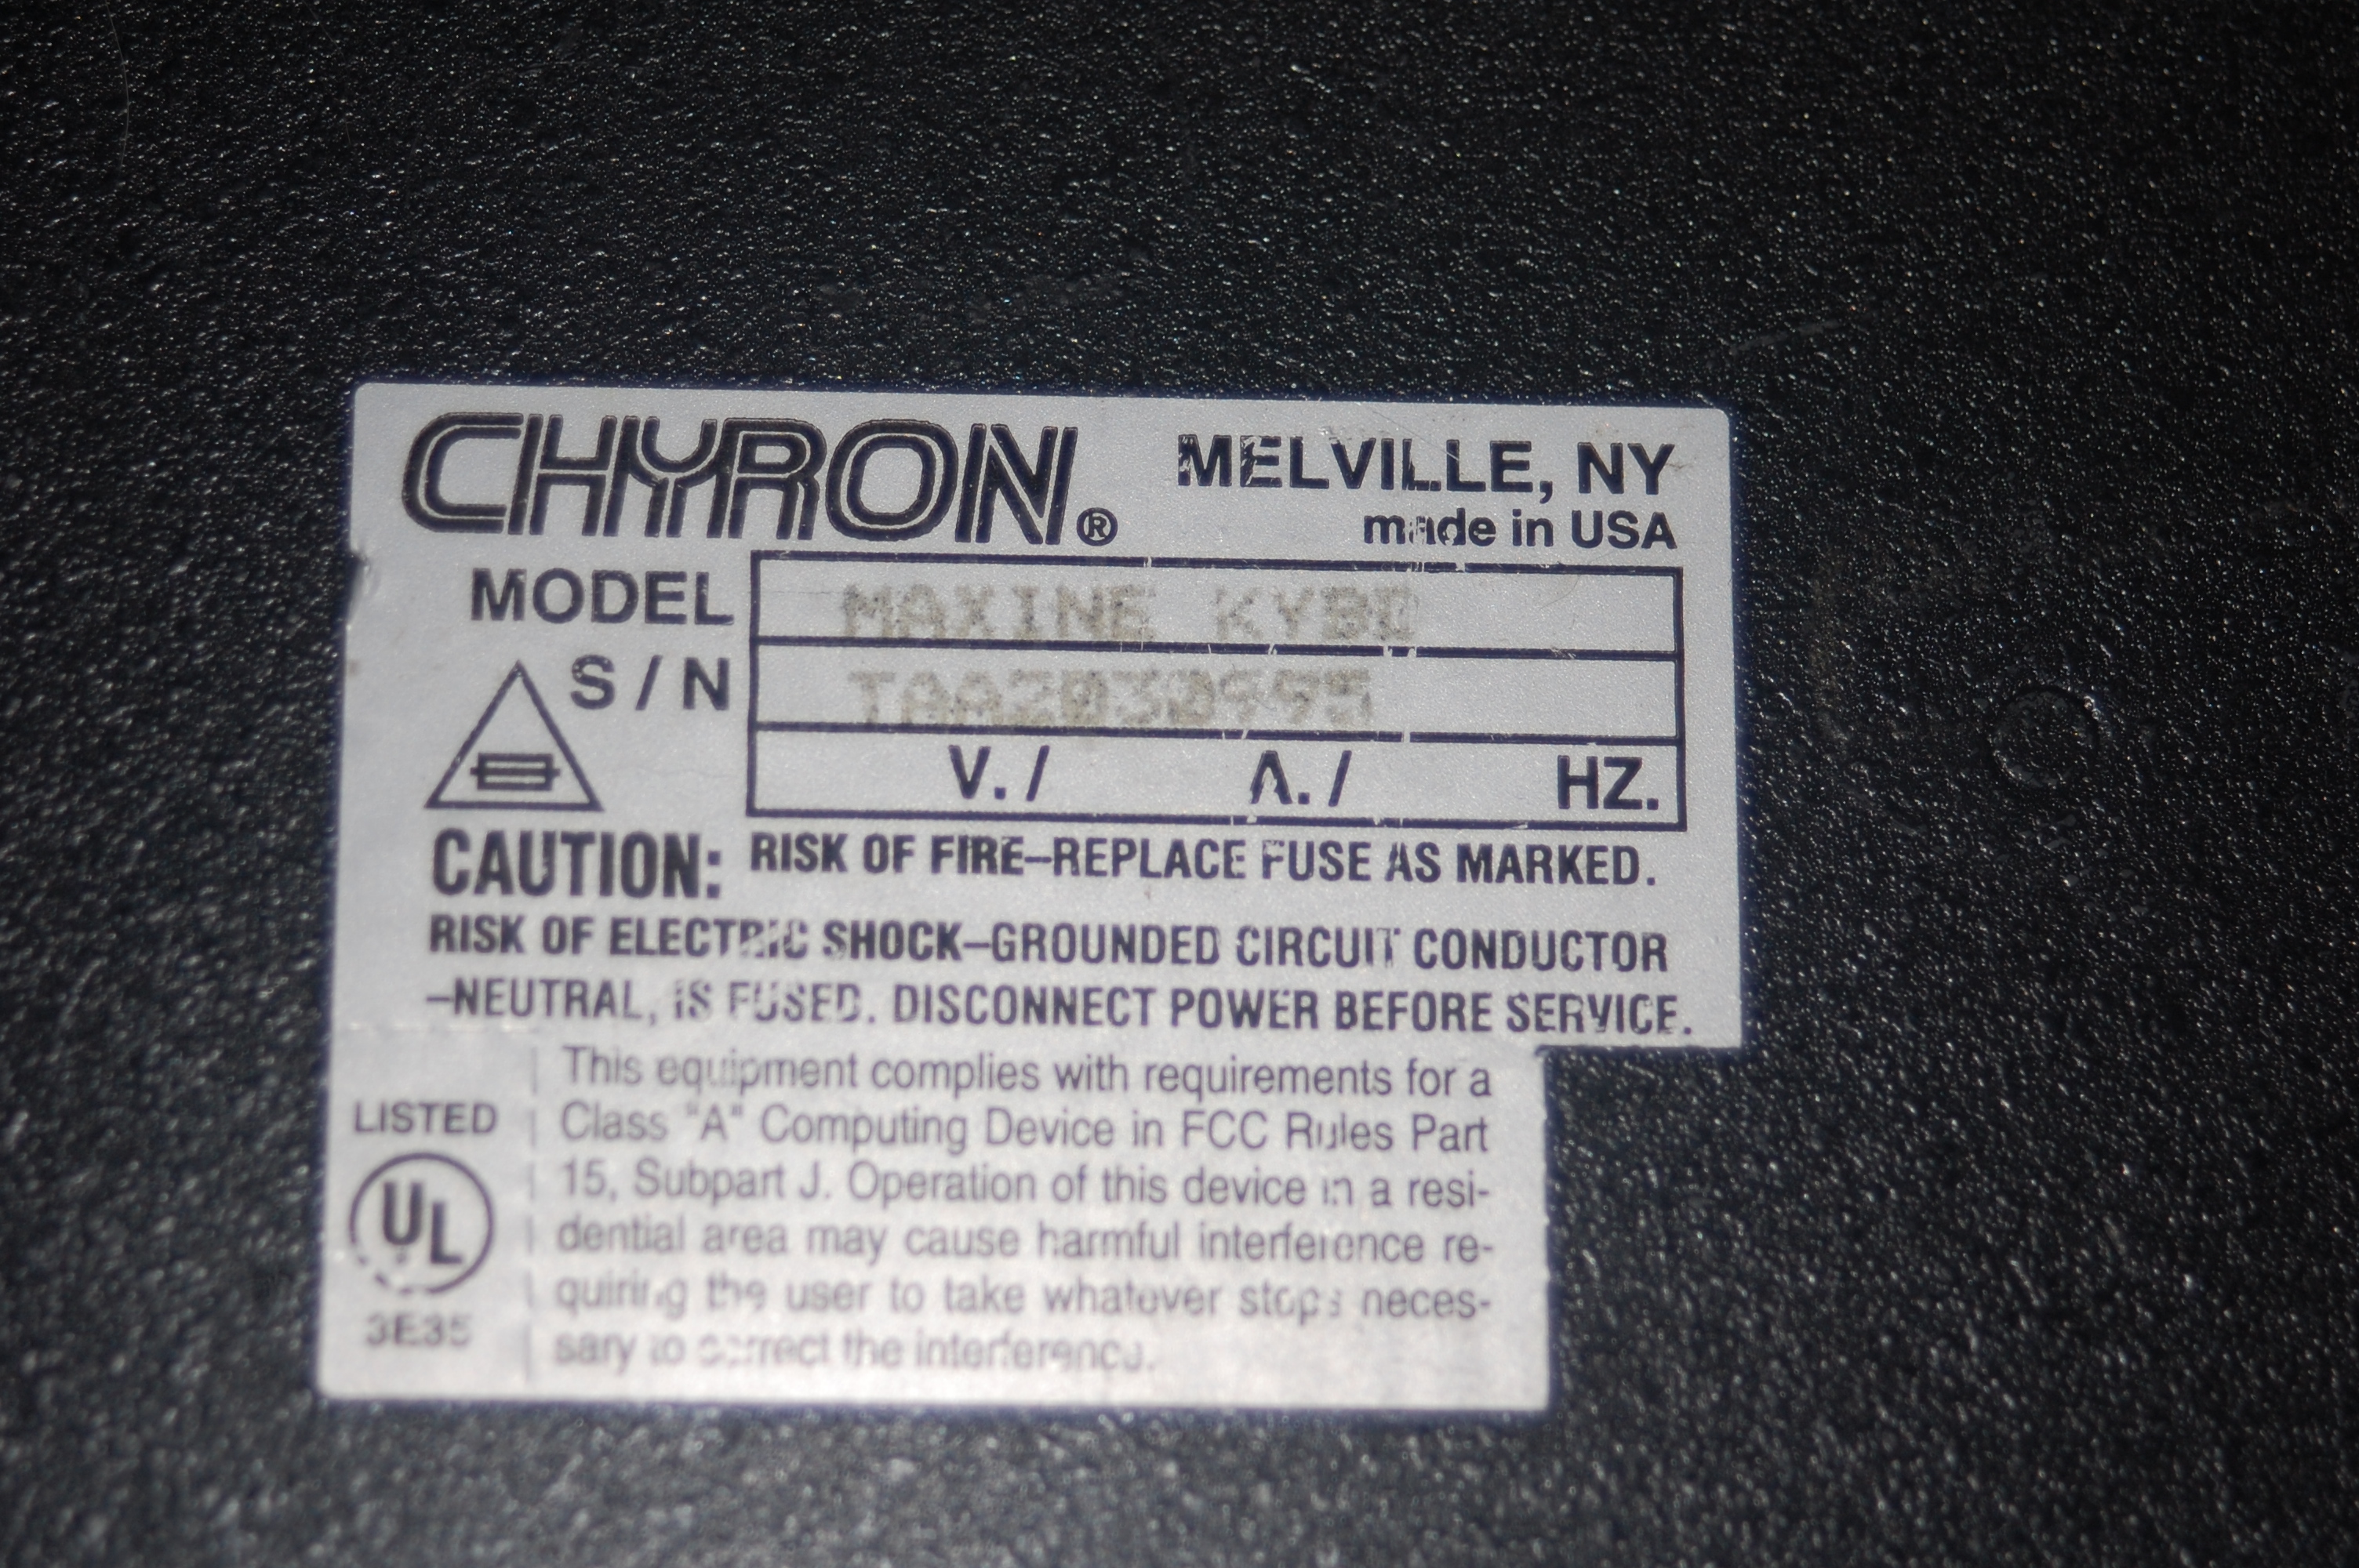 CHYRON® MELVILLE, NY
made in USA
MODEL MAXINE KYBD
S/N TAA2030995
V. / A. / HZ.
CAUTION: RISK OF FIRE–REPLACE FUSE AS MARKED.
RISK OF ELECTRIC SHOCK–GROUNDED CIRCUIT CONDUCTOR
–NEUTRAL, IS FUSED. DISCONNECT POWER BEFORE SERVICE.
This equipment complies with requirements for a
Class "A" Computing Device in FCC Rules Part
15, Subpart J. Operation of this device in a resi-
dential area may cause harmful interference re-
quiring the user to take whatever steps neces-
sary to correct the interference.
LISTED
UL
3E35